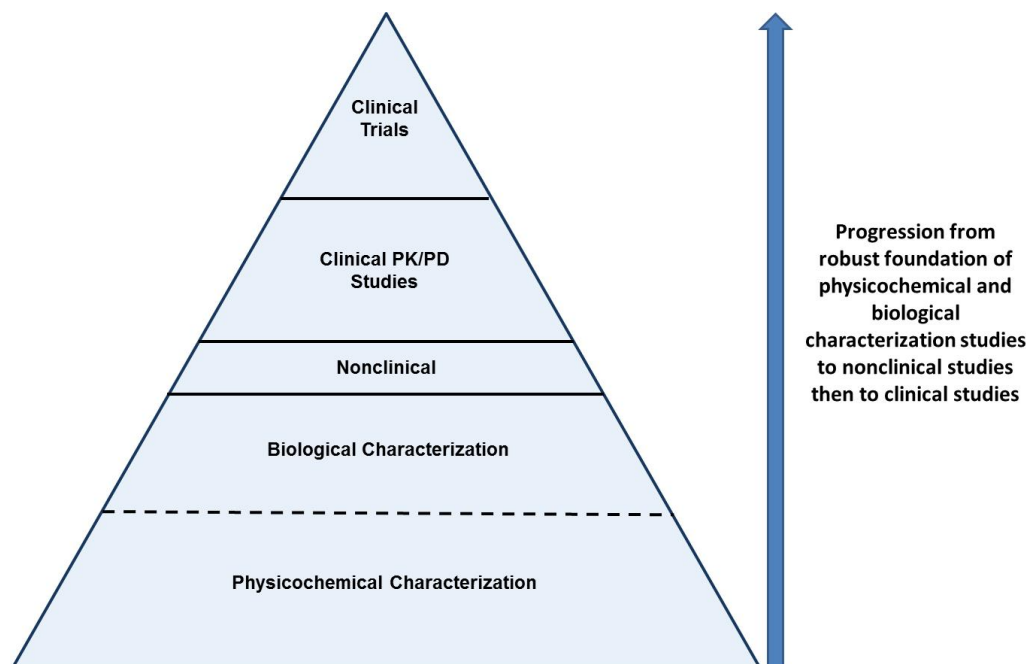 Clinical
Trials
Clinical PK/PD
Studies
Nonclinical
Biological Characterization
Physicochemical Characterization
Progression from
robust foundation of
physicochemical and
biological
characterization studies
to nonclinical studies
then to clinical studies